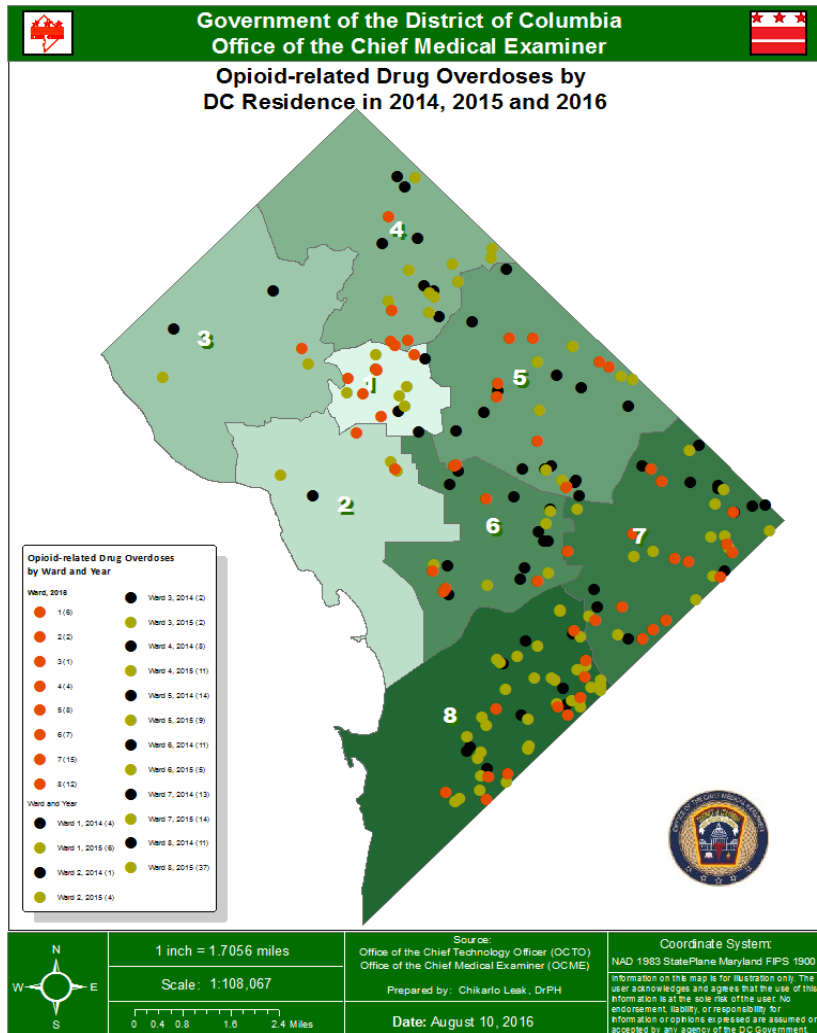 Government of the District of Columbia
Office of the Chief Medical Examiner
Opioid-related Drug Overdoses by
DC Residence in 2014, 2015 and 2016
4
3
5
1
2
6
7
8
Opioid-related Drug Overdoses
by Ward and Year
Ward, 2016
1 (6)
2 (2)
3 (1)
4 (4)
5 (8)
6 (7)
7 (15)
8 (12)
Ward and Year
Ward 1, 2014 (4)
Ward 1, 2015 (6)
Ward 2, 2014 (1)
Ward 2, 2015 (4)
Ward 3, 2014 (2)
Ward 3, 2015 (2)
Ward 4, 2014 (8)
Ward 4, 2015 (11)
Ward 5, 2014 (14)
Ward 5, 2015 (9)
Ward 6, 2014 (11)
Ward 6, 2015 (5)
Ward 7, 2014 (13)
Ward 7, 2015 (14)
Ward 8, 2014 (11)
Ward 8, 2015 (37)
OFFICE OF THE CHIEF MEDICAL EXAMINER
N
W
E
S
1 inch = 1.7056 miles
Scale: 1:108,067
0 0.4 0.8 1.6 2.4 Miles
Source:
Office of the Chief Technology Officer (OCTO)
Office of the Chief Medical Examiner (OCME)
Prepared by: Chikarlo Leak, DrPH
Date: August 10, 2016
Coordinate System:
NAD 1983 StatePlane Maryland FIPS 1900
Information on this map is for illustration only. The
user acknowledges and agrees that the use of this
information is at the sole risk of the user. No
endorsement, liability, or responsibility for
information or opinions expressed are assumed or
accepted by any agency of the DC Government.